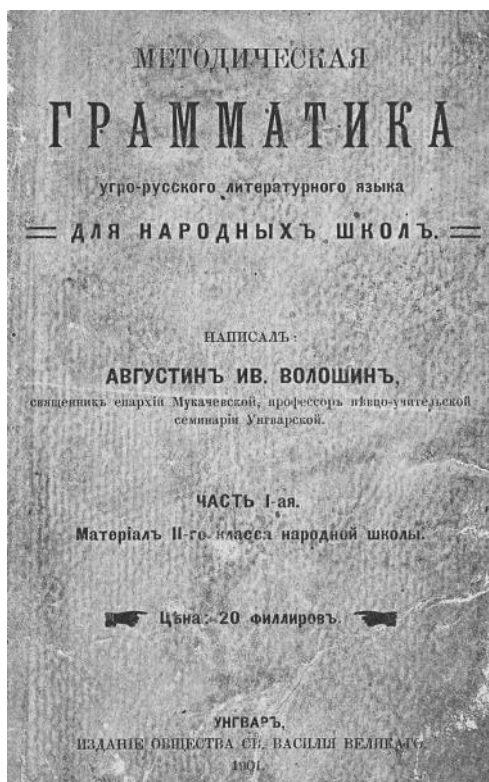 МЕТОДИЧЕСКАЯ
ГРАММАТИКА
угро-русского литературного языка
ДЛЯ НАРОДНЫХЪ ШКОЛЪ.
НАПИСАЛЪ:
АВГУСТИНЪ ИВ. ВОЛОШИНЪ,
священникъ епархіи Мукачевской, профессоръ пѣвцо-учительской
семинаріи Унгварской.
ЧАСТЬ I-ая.
Матеріалъ II-го класса народной школы.
Цѣна: 20 филлировъ.
УНГВАРЪ,
ИЗДАНІЕ ОБЩЕСТВА СВ. ВАСИЛІЯ ВЕЛИКАГО.
1901.